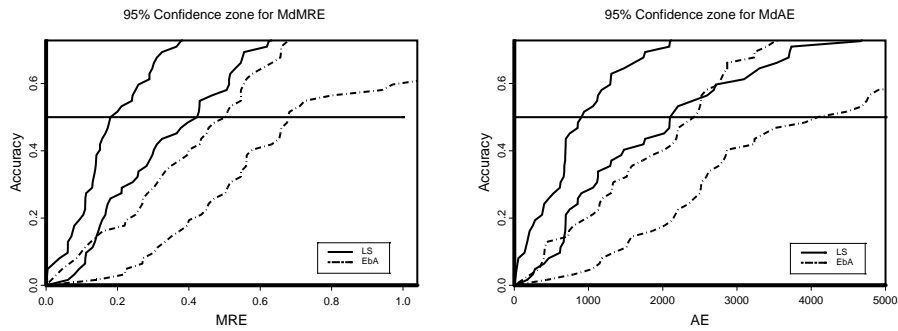 95% Confidence zone for MdMRE
Accuracy
0.0
0.2
0.4
0.6
0.0
0.2
0.4
0.6
0.8
1.0
MRE
LS
EbA
95% Confidence zone for MdAE
Accuracy
0.0
0.2
0.4
0.6
0
1000
2000
3000
4000
5000
AE
LS
EbA